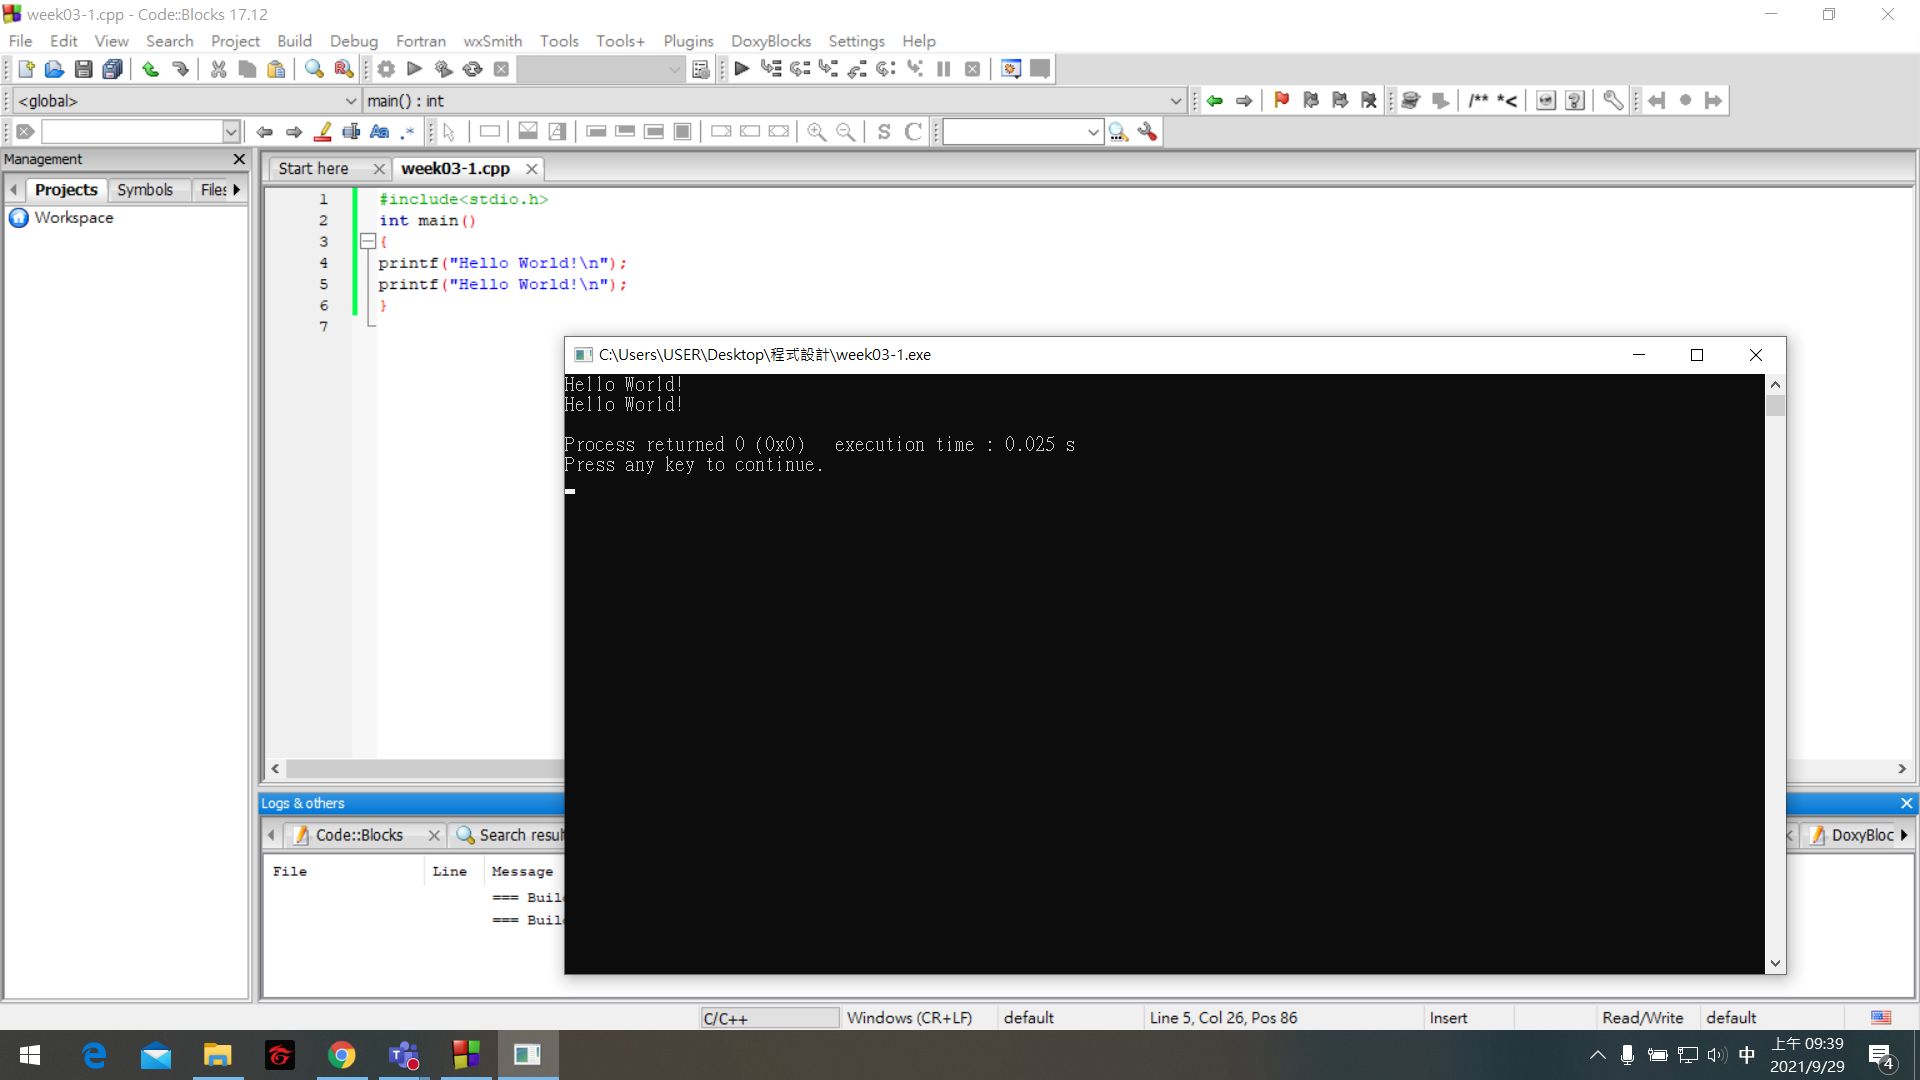 week03-1.cpp - Code::Blocks 17.12
File Edit View Search Project Build Debug Fortran wxSmith Tools Tools+ Plugins DoxyBlocks Settings Help
<global> main() : int
/** *<
S C
Management
Projects Symbols Files
Workspace
Start here week03-1.cpp
1 #include<stdio.h>
2 int main()
3 {
4 printf("Hello World!\n");
5 printf("Hello World!\n");
6 }
7
C:\Users\USER\Desktop\程式設計\week03-1.exe
Hello World!
Hello World!
Process returned 0 (0x0)   execution time : 0.025 s
Press any key to continue.
Logs & others
Code::Blocks Search resul DoxyBloc
File Line Message
=== Buil
=== Buil
C/C++ Windows (CR+LF) default Line 5, Col 26, Pos 86 Insert Read/Write default
中 上午 09:39
2021/9/29
4